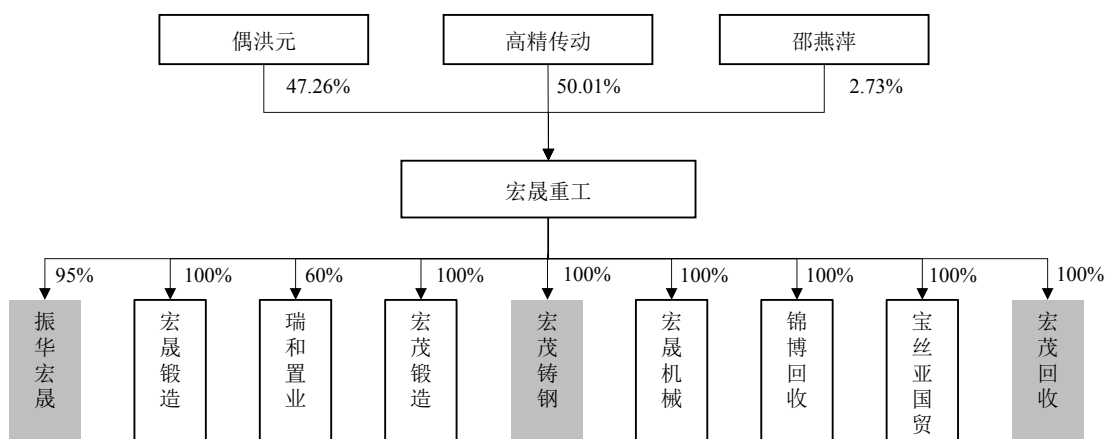 偶洪元
高精传动
邵燕萍
47.26%
50.01%
2.73%
宏晟重工
95%
100%
60%
100%
100%
100%
100%
100%
100%
振华宏晟
宏晟锻造
瑞和置业
宏茂锻造
宏茂铸钢
宏晟机械
锦博回收
宝丝亚国贸
宏茂回收